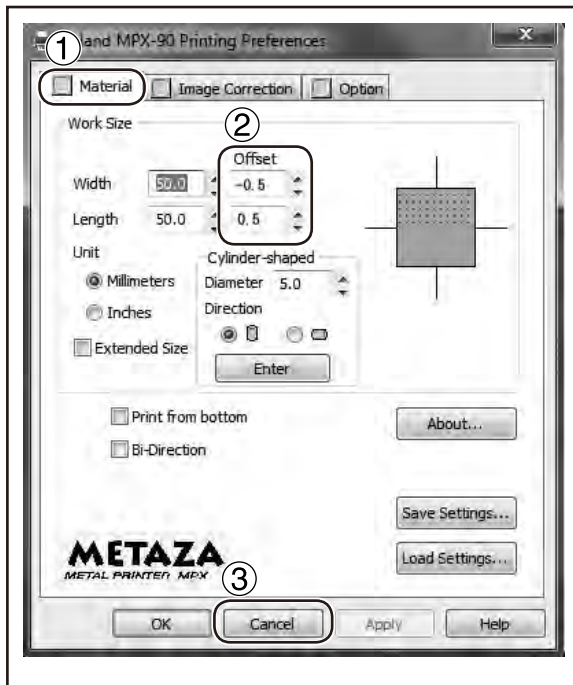 ① and MPX-90 Printing Preferences
Material Image Correction Option
Work Size ②
Offset
Width 50.0 -0.5
Length 50.0 0.5
Unit Cylinder-shaped
Millimeters Diameter 5.0
Inches Direction
Extended Size
Enter
Print from bottom About...
Bi-Direction
Save Settings...
METAZA Load Settings...
METAL PRINTER MPX
③
OK Cancel Apply Help